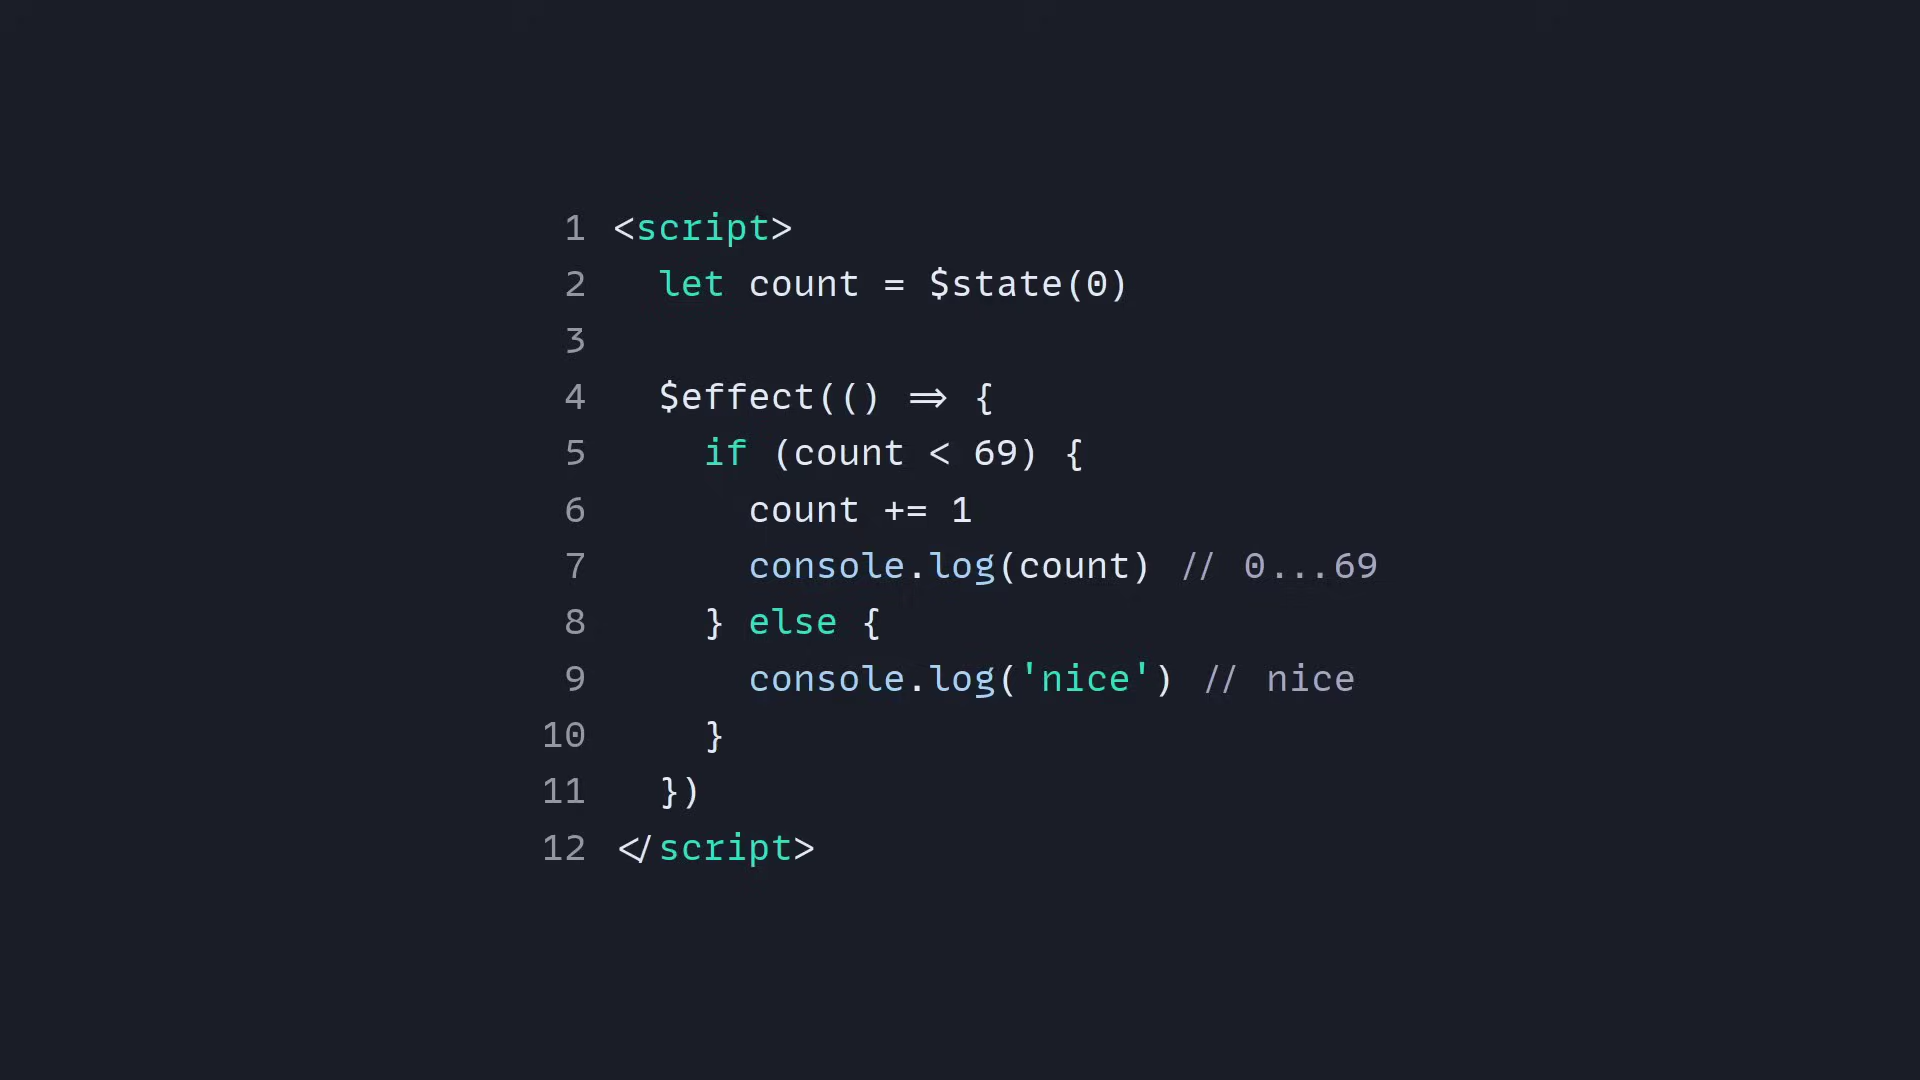 1 <script>
2   let count = $state(0)
3
4   $effect(() => {
5     if (count < 69) {
6       count += 1
7       console.log(count) // 0...69
8     } else {
9       console.log('nice') // nice
10     }
11   })
12 </script>